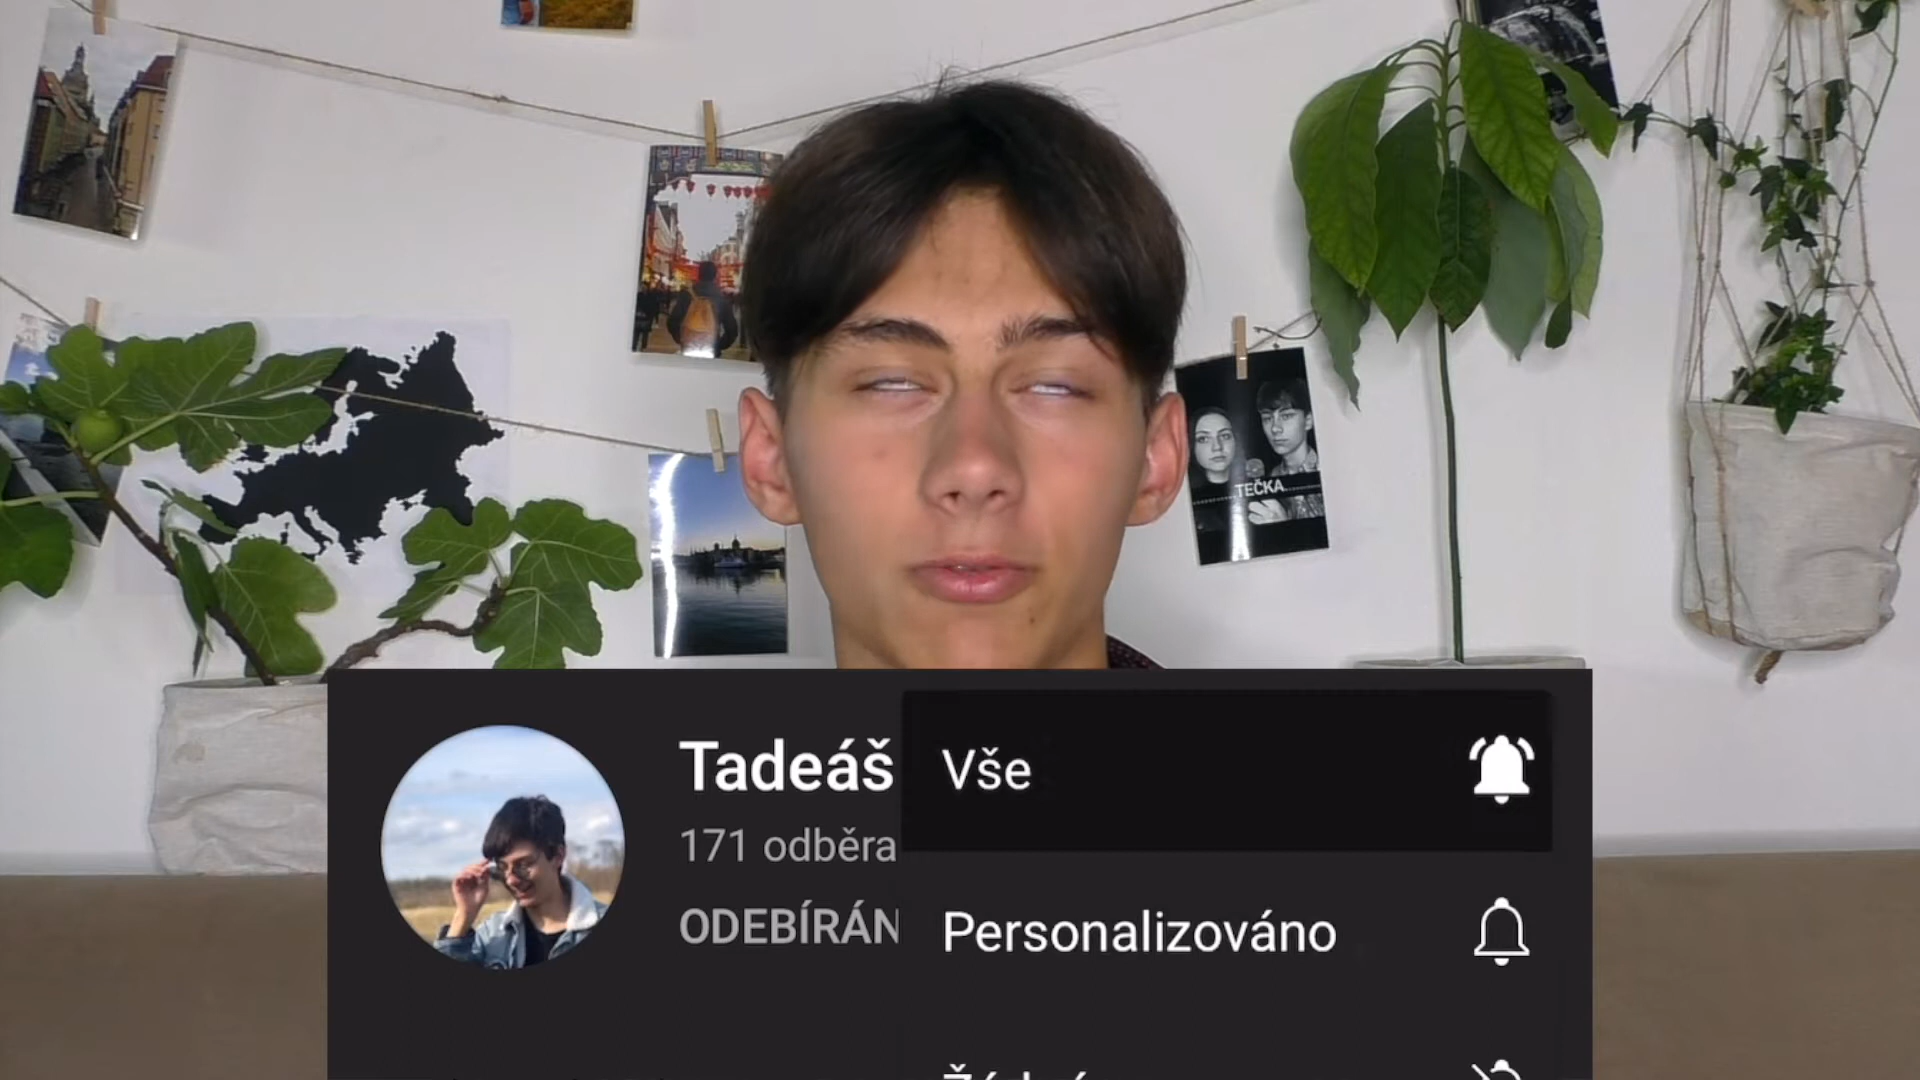 TEČKA
Tadeáš
171 odběra
ODEBÍRÁN
Vše
Personalizováno